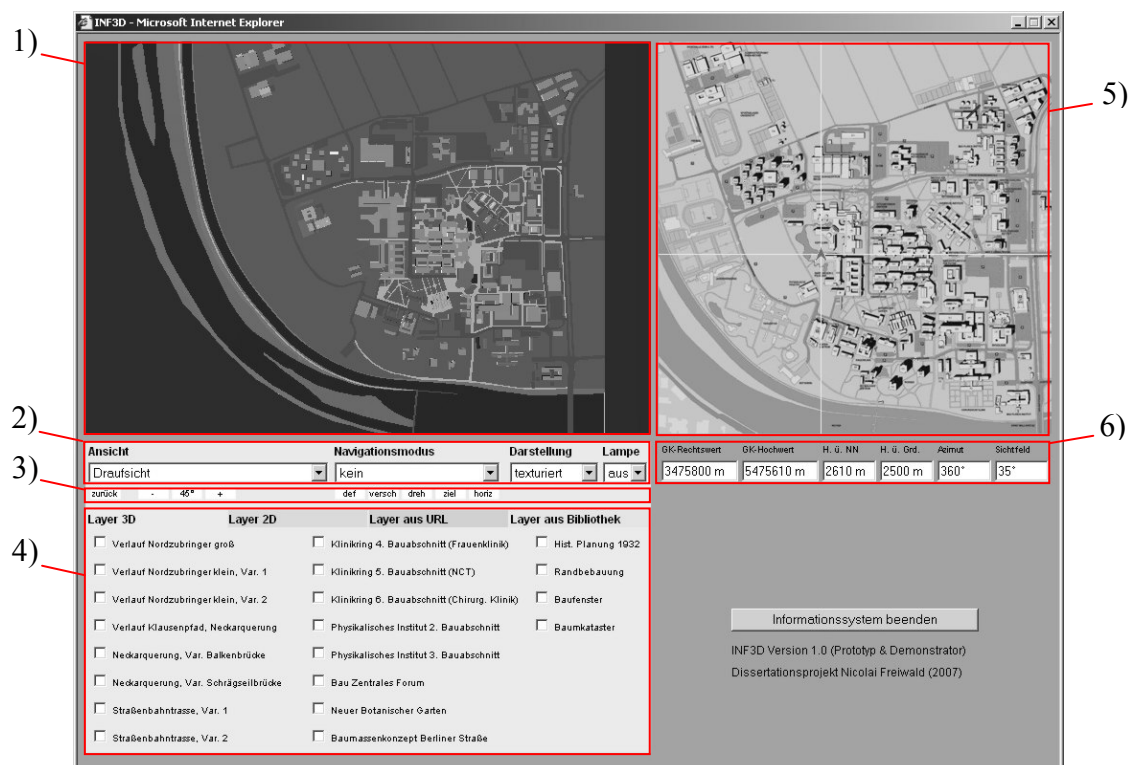 INF3D - Microsoft Internet Explorer
1)
5)
2)
6)
Ansicht Navigationsmodus Darstellung Lampe
Draufsicht kein texturiert aus
GK-Rechtswert GK-Hochwert H. ü. NN H. ü. Grd. Azimut Sichtfeld
3475800 m 5475610 m 2610 m 2500 m 360° 35°
3)
zurück - 45° + def versch dreh ziel horiz
Layer 3D Layer 2D Layer aus URL Layer aus Bibliothek
4)
Verlauf Nordzubringer groß Klinikring 4. Bauabschnitt (Frauenklinik) Hist. Planung 1932
Verlauf Nordzubringer klein, Var. 1 Klinikring 5. Bauabschnitt (NCT) Randbebauung
Verlauf Nordzubringer klein, Var. 2 Klinikring 6. Bauabschnitt (Chirurg. Klinik) Baufenster
Verlauf Klausenpfad, Neckarquerung Physikalisches Institut 2. Bauabschnitt Baumkataster
Neckarquerung, Var. Balkenbrücke Physikalisches Institut 3. Bauabschnitt
Neckarquerung, Var. Schrägseilbrücke Bau Zentrales Forum
Straßenbahntrasse, Var. 1 Neuer Botanischer Garten
Straßenbahntrasse, Var. 2 Baumassenkonzept Berliner Straße
Informationssystem beenden
INF3D Version 1.0 (Prototyp & Demonstrator)
Dissertationsprojekt Nicolai Freiwald (2007)